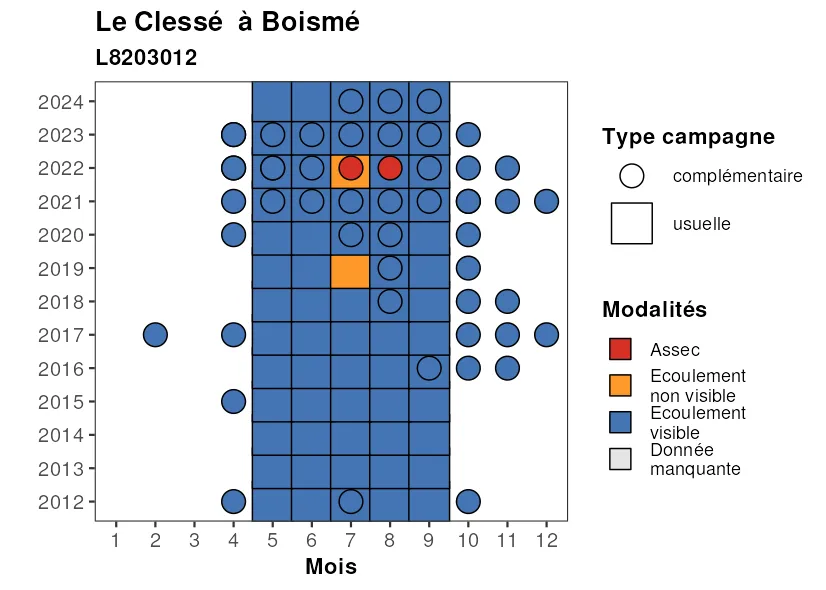 Le Clessé  à Boismé
L8203012
2024
2023
2022
2021
2020
2019
2018
2017
2016
2015
2014
2013
2012
1 2 3 4 5 6 7 8 9 10 11 12
Mois
Type campagne
complémentaire
usuelle
Modalités
Assec
Ecoulement
non visible
Ecoulement
visible
Donnée
manquante